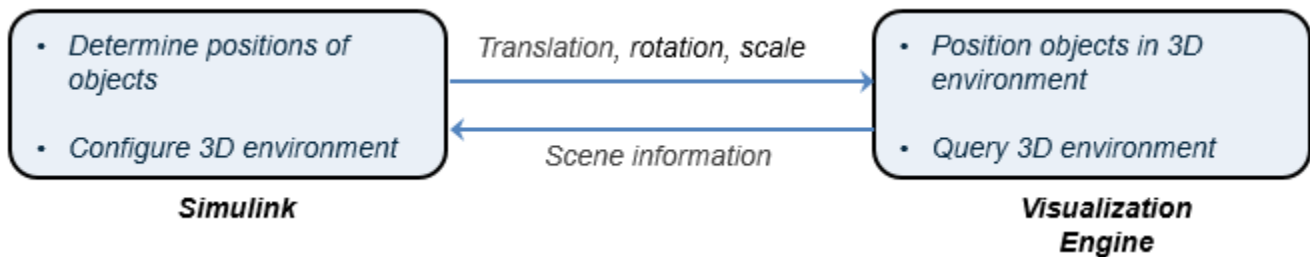 • Determine positions of
objects
• Configure 3D environment
Simulink
Translation, rotation, scale
Scene information
• Position objects in 3D
environment
• Query 3D environment
Visualization
Engine